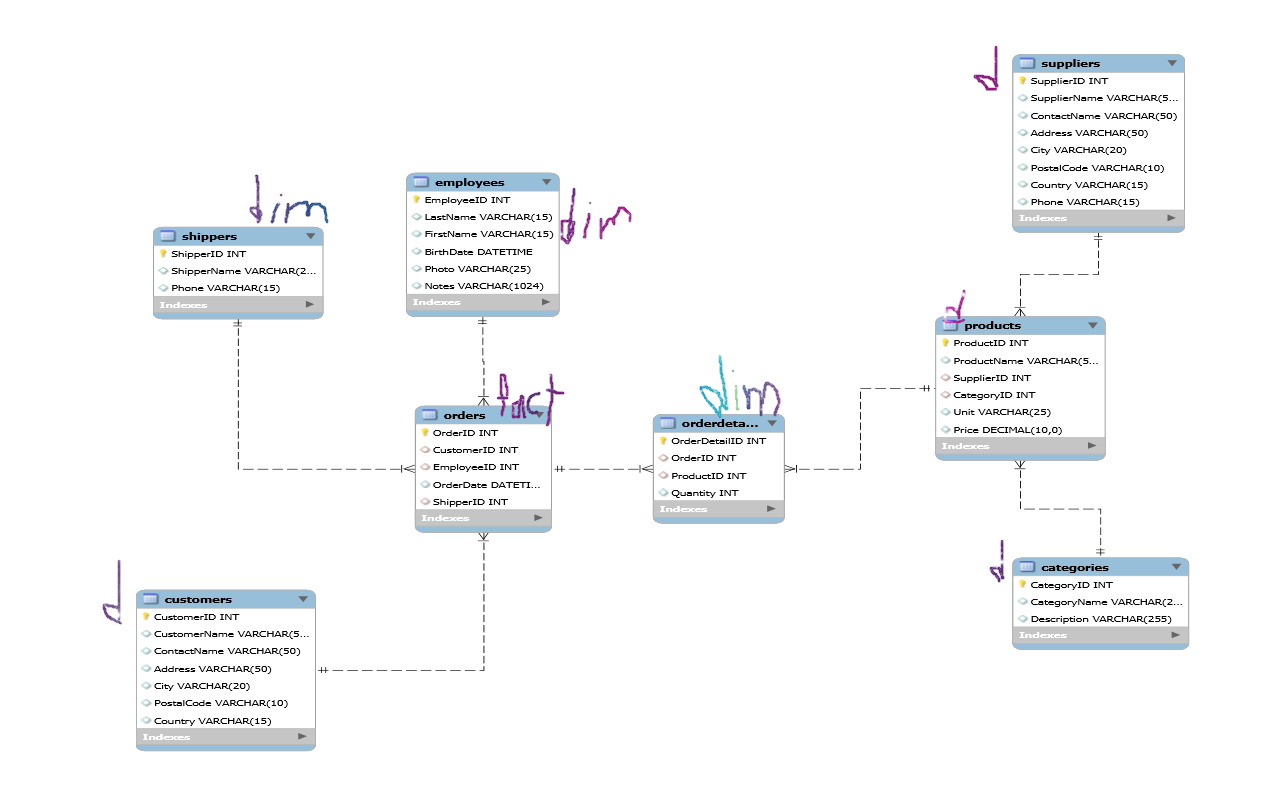 d
suppliers
SupplierID INT
SupplierName VARCHAR(5...
ContactName VARCHAR(50)
Address VARCHAR(50)
City VARCHAR(20)
PostalCode VARCHAR(10)
Country VARCHAR(15)
Phone VARCHAR(15)
Indexes
dim
shippers
ShipperID INT
ShipperName VARCHAR(2...
Phone VARCHAR(15)
Indexes
employees
EmployeeID INT
LastName VARCHAR(15)
FirstName VARCHAR(15)
BirthDate DATETIME
Photo VARCHAR(25)
Notes VARCHAR(1024)
Indexes
dim
d
products
ProductID INT
ProductName VARCHAR(5...
SupplierID INT
CategoryID INT
Unit VARCHAR(25)
Price DECIMAL(10,0)
Indexes
fact
orders
OrderID INT
CustomerID INT
EmployeeID INT
OrderDate DATETI...
ShipperID INT
Indexes
dim
orderdeta...
OrderDetailID INT
OrderID INT
ProductID INT
Quantity INT
Indexes
d
customers
CustomerID INT
CustomerName VARCHAR(5...
ContactName VARCHAR(50)
Address VARCHAR(50)
City VARCHAR(20)
PostalCode VARCHAR(10)
Country VARCHAR(15)
Indexes
d
categories
CategoryID INT
CategoryName VARCHAR(2...
Description VARCHAR(255)
Indexes